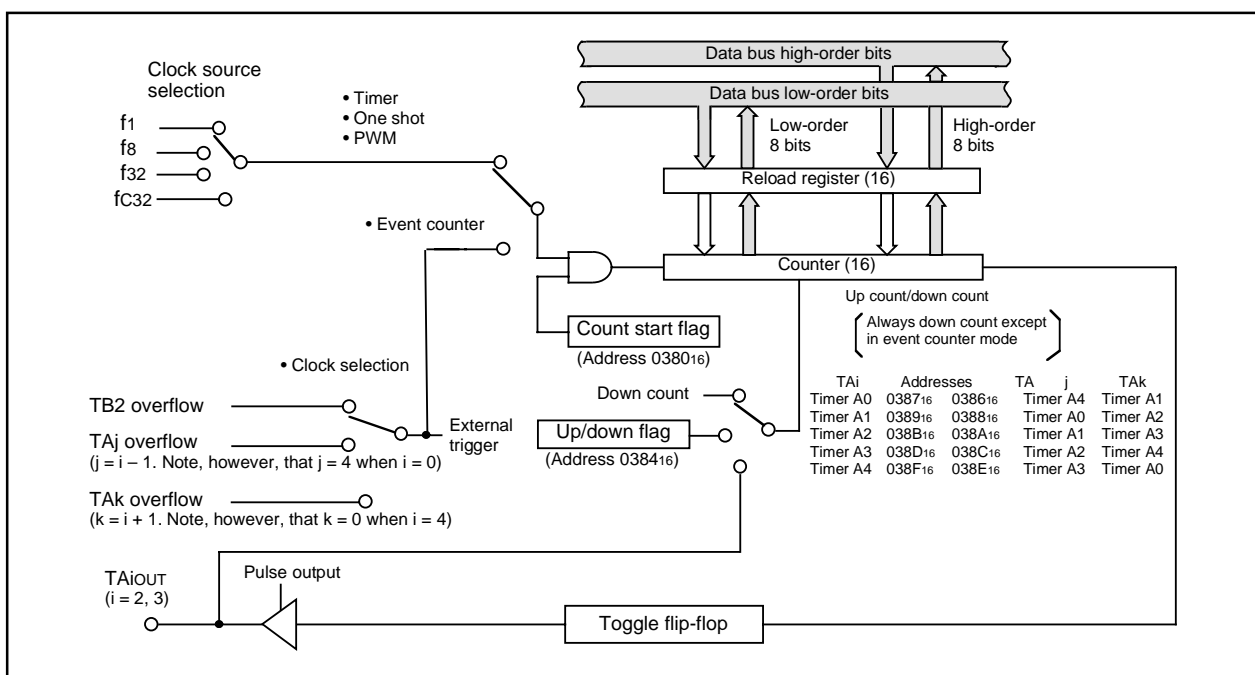 Data bus high-order bits
Clock source
selection
Data bus low-order bits
• Timer
• One shot
• PWM
f1
f8
f32
fC32
Low-order
8 bits
High-order
8 bits
Reload register (16)
• Event counter
Counter (16)
Up count/down count
Always down count except
in event counter mode
Count start flag
(Address 038016)
• Clock selection
TB2 overflow
TAj overflow
(j = i – 1. Note, however, that j = 4 when i = 0)
External
trigger
TAk overflow
(k = i + 1. Note, however, that k = 0 when i = 4)
Down count
Up/down flag
(Address 038416)
TAi Addresses TA j TAk
Timer A0 038716 038616 Timer A4 Timer A1
Timer A1 038916 038816 Timer A0 Timer A2
Timer A2 038B16 038A16 Timer A1 Timer A3
Timer A3 038D16 038C16 Timer A2 Timer A4
Timer A4 038F16 038E16 Timer A3 Timer A0
TAiOUT
(i = 2, 3)
Pulse output
Toggle flip-flop